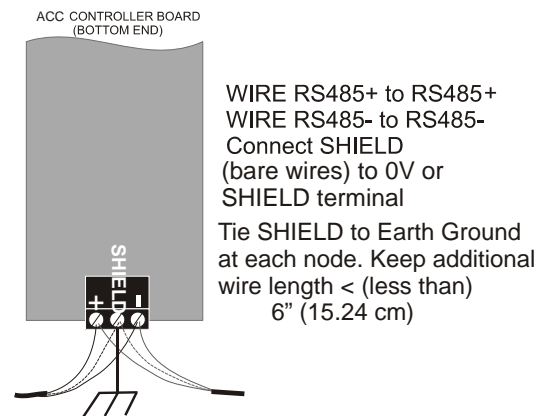 ACC CONTROLLER BOARD
(BOTTOM END)
WIRE RS485+ to RS485+
WIRE RS485- to RS485-
Connect SHIELD
(bare wires) to 0V or
SHIELD terminal
Tie SHIELD to Earth Ground
at each node. Keep additional
wire length < (less than)
6” (15.24 cm)
SHIELD
+ -